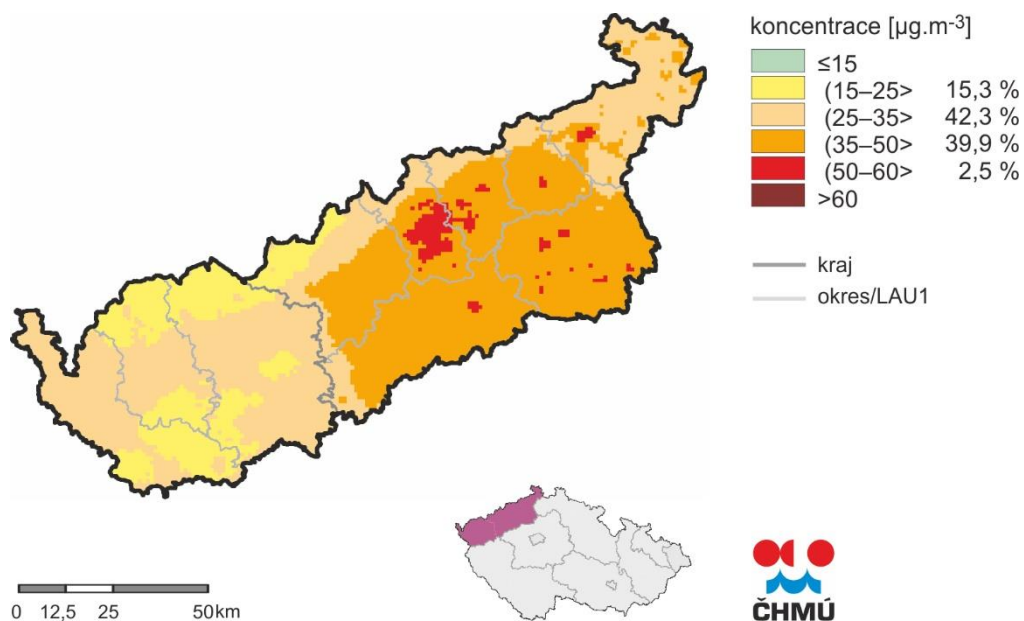 koncentrace [µg.m-3]
≤15
(15–25> 15,3 %
(25–35> 42,3 %
(35–50> 39,9 %
(50–60> 2,5 %
>60
kraj
okres/LAU1
0 12,5 25 50km
ČHMÚ